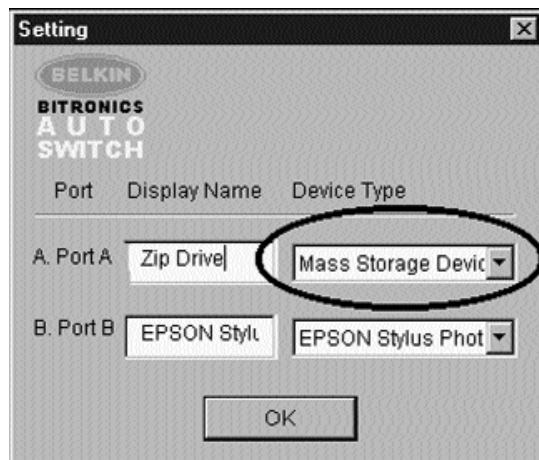 Setting
BELKIN
BITRONICS
AUTO
SWITCH
Port Display Name Device Type
A. Port A Zip Drive Mass Storage Devic
B. Port B EPSON Stylu EPSON Stylus Phot
OK